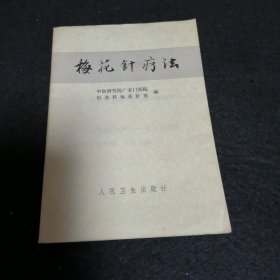 梅花针疗法
中医研究院广安门医院
针灸科梅花针室 编
人民卫生出版社